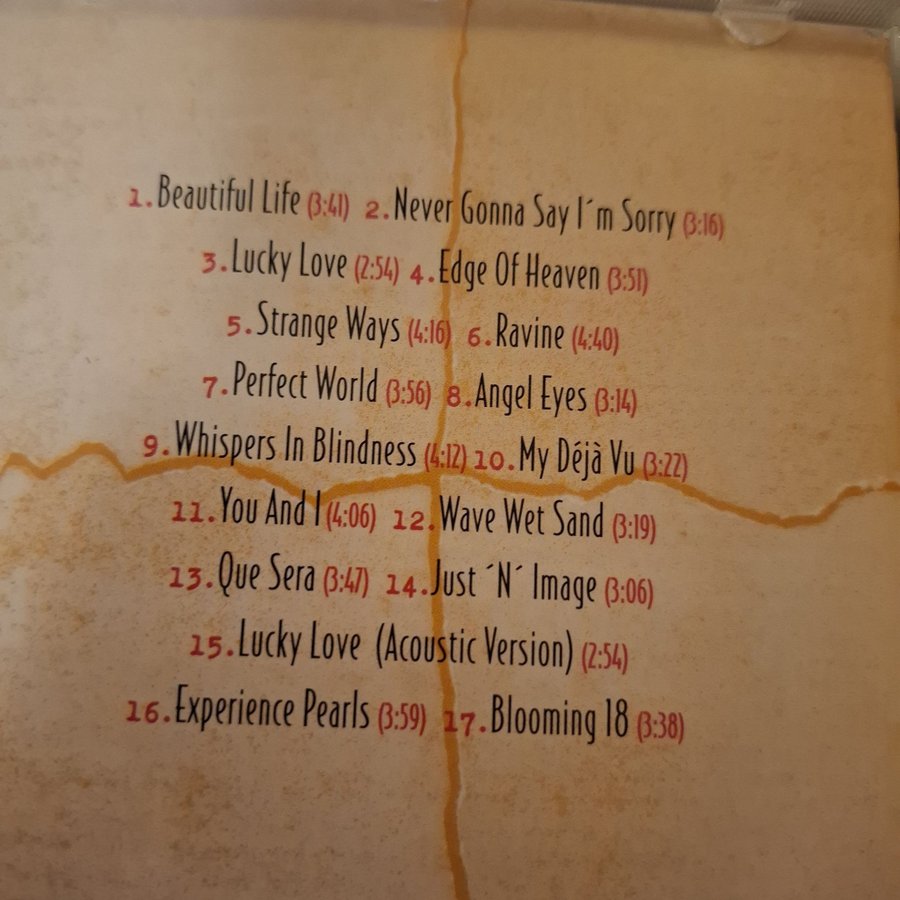 1.Beautiful Life (3:41) 2.Never Gonna Say I´m Sorry (3:16)
3.Lucky Love (2:54) 4.Edge Of Heaven (3:51)
5.Strange Ways (4:16) 6.Ravine (4:40)
7.Perfect World (3:56) 8.Angel Eyes (3:14)
9.Whispers In Blindness (4:12) 10.My Déjà Vu (3:22)
11.You And I (4:06) 12.Wave Wet Sand (3:19)
13.Que Sera (3:47) 14.Just ´N´ Image (3:06)
15.Lucky Love (Acoustic Version) (2:54)
16.Experience Pearls (3:59) 17.Blooming 18 (3:38)